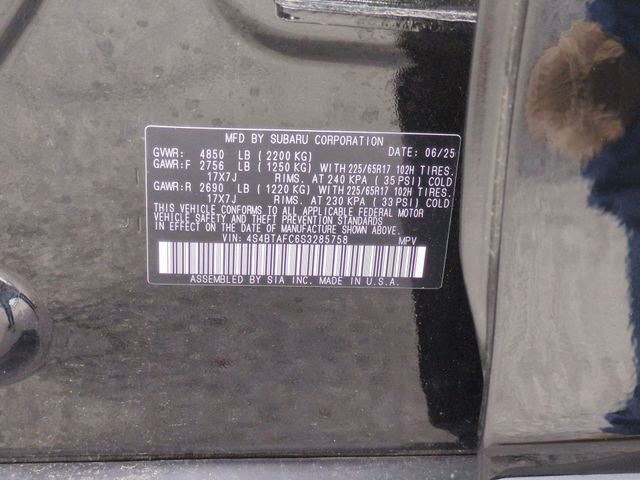 MFD BY SUBARU CORPORATION
GVWR: 4850 LB (2200 KG) DATE: 06/25
GAWR:F 2756 LB (1250 KG) WITH 225/65R17 102H TIRES.
17X7J RIMS. AT 240 KPA (35 PSI) COLD
GAWR:R 2690 LB (1220 KG) WITH 225/65R17 102H TIRES.
17X7J RIMS. AT 230 KPA (33 PSI) COLD
THIS VEHICLE CONFORMS TO ALL APPLICABLE FEDERAL MOTOR
VEHICLE SAFETY AND BUMPER AND THEFT PREVENTION STANDARDS
IN EFFECT ON THE DATE OF MANUFACTURE SHOWN ABOVE.
VIN: 4S4BTAFC6S3285758 MPV
ASSEMBLED BY SIA INC. MADE IN U.S.A.